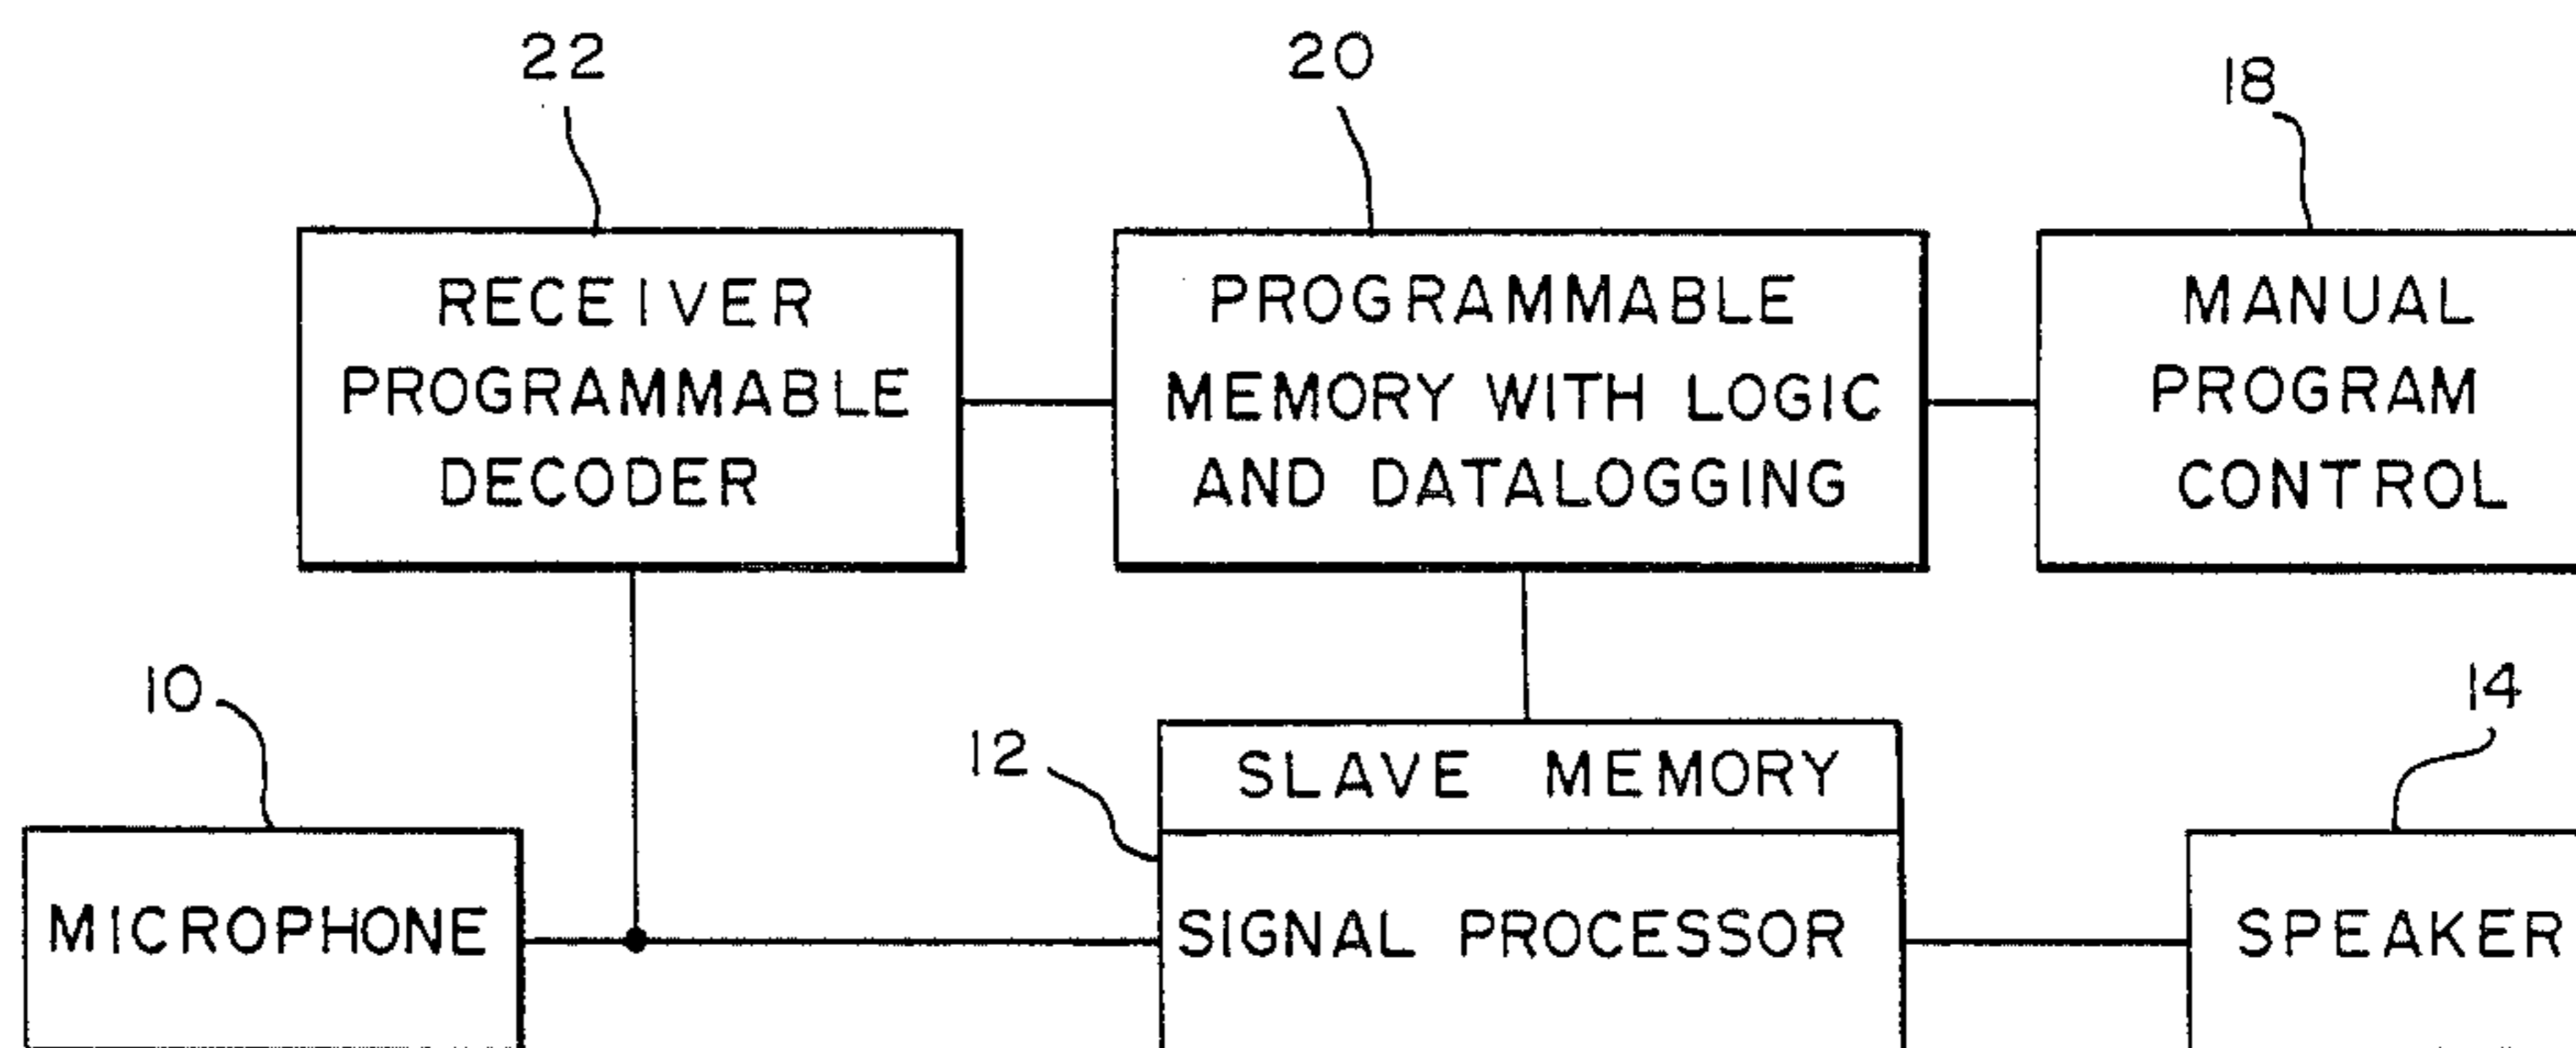 22
20
18
RECEIVER
PROGRAMMABLE
DECODER
PROGRAMMABLE
MEMORY WITH LOGIC
AND DATALOGGING
MANUAL
PROGRAM
CONTROL
10
12
14
SLAVE MEMORY
MICROPHONE
SIGNAL PROCESSOR
SPEAKER